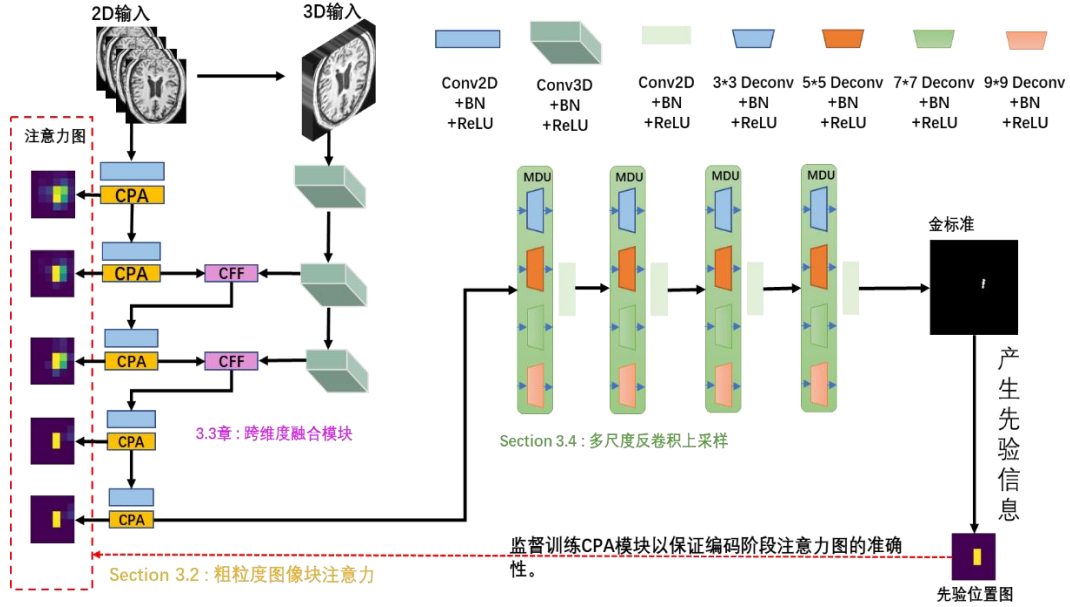 2D输入
3D输入
Conv2D
+BN
+ReLU
Conv3D
+BN
+ReLU
Conv2D
+BN
+ReLU
3*3 Deconv
+BN
+ReLU
5*5 Deconv
+BN
+ReLU
7*7 Deconv
+BN
+ReLU
9*9 Deconv
+BN
+ReLU
注意力图
CPA
CPA
CFF
CPA
CFF
CPA
CPA
3.3章：跨维度融合模块
MDU
MDU
MDU
MDU
Section 3.4：多尺度反卷积上采样
金标准
产生先验信息
监督训练CPA模块以保证编码阶段注意力图的准确
性。
Section 3.2：粗粒度图像块注意力
先验位置图